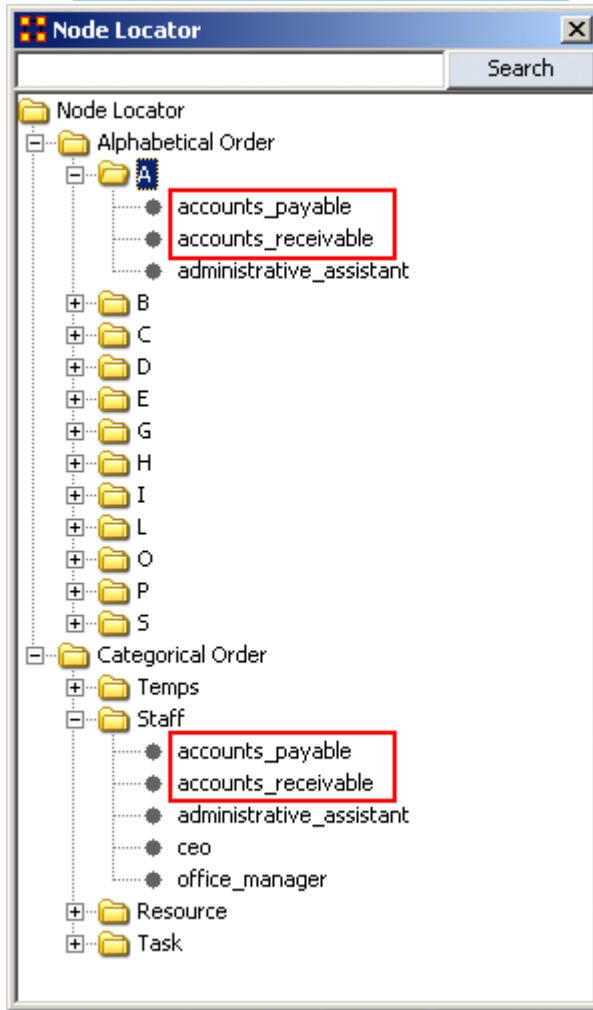 Node Locator
Search
Node Locator
Alphabetical Order
A
accounts_payable
accounts_receivable
administrative_assistant
B
C
D
E
G
H
I
L
O
P
S
Categorical Order
Temps
Staff
accounts_payable
accounts_receivable
administrative_assistant
ceo
office_manager
Resource
Task